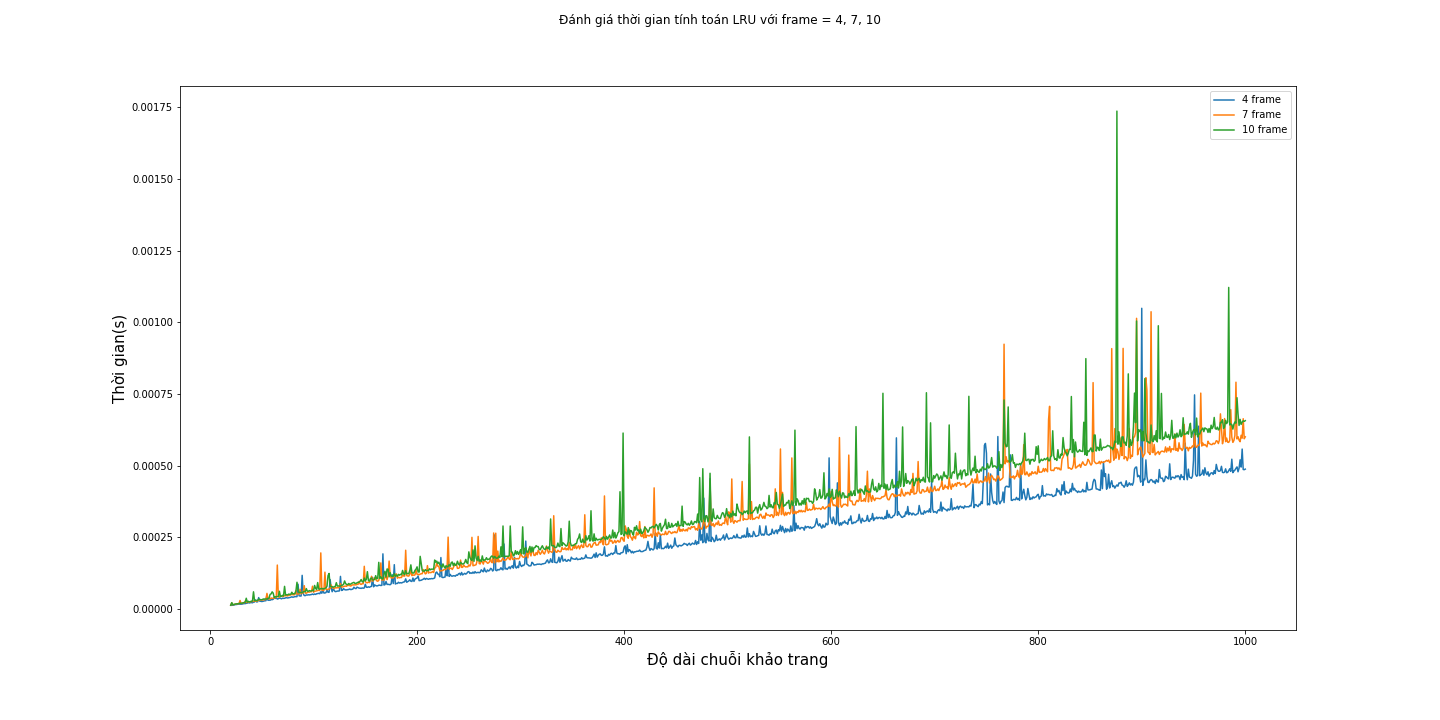 Đánh giá thời gian tính toán LRU với frame = 4, 7, 10
4 frame
7 frame
10 frame
0.00175
0.00150
0.00125
0.00100
0.00075
0.00050
0.00025
0.00000
Thời gian(s)
0 200 400 600 800 1000
Độ dài chuỗi khảo trang